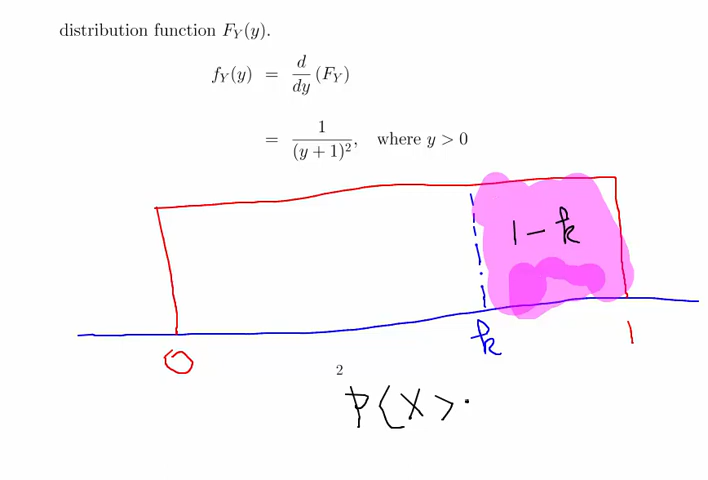 distribution function F_Y(y).
f_Y(y) = d/dy (F_Y)
= 1/(y + 1)², where y > 0
1 - k
0 k 1
2
P(X >